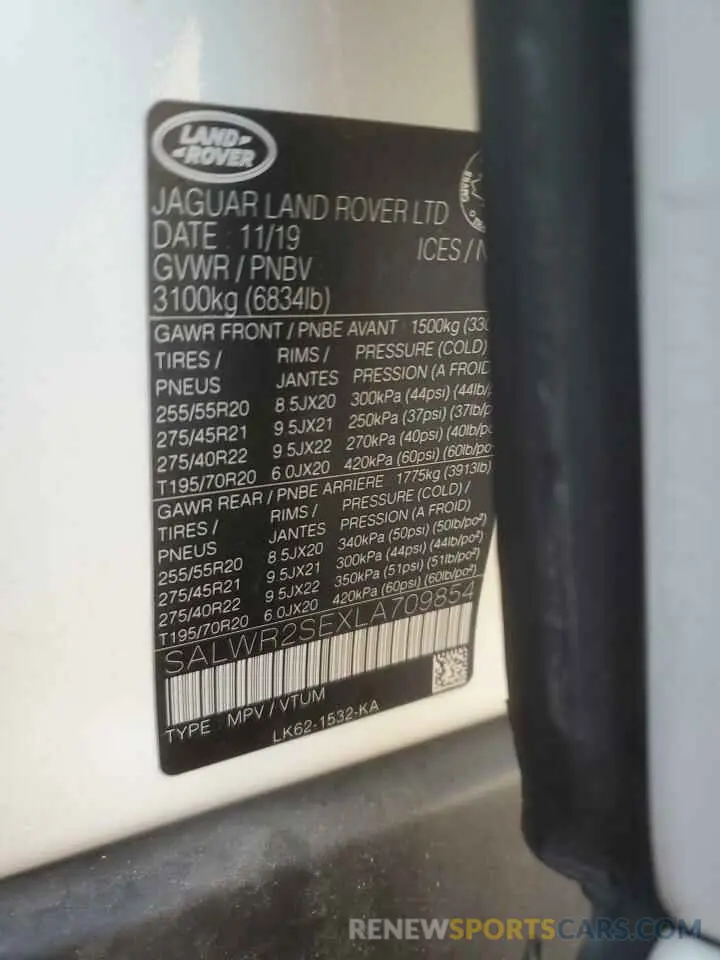 LAND
ROVER
JAGUAR LAND ROVER LTD
DATE : 11/19
ICES / N
GVWR / PNBV
3100kg (6834lb)
GAWR FRONT / PNBE AVANT 1500kg (330
TIRES / RIMS / PRESSURE (COLD)
PNEUS JANTES PRESSION (A FROID
255/55R20 8.5JX20 300kPa (44psi) (44lb/
275/45R21 9.5JX21 250kPa (37psi) (37lb/p
275/40R22 9.5JX22 270kPa (40psi) (40lb/p
T195/70R20 6.0JX20 420kPa (60psi) (60lb/p
GAWR REAR / PNBE ARRIERE 1775kg (3913lb)
TIRES / RIMS / PRESSURE (COLD) /
PNEUS JANTES PRESSION (A FROID)
255/55R20 8.5JX20 340kPa (50psi) (50lb/po²)
275/45R21 9.5JX21 300kPa (44psi) (44lb/po²)
275/40R22 9.5JX22 350kPa (51psi) (51lb/po²)
T195/70R20 6.0JX20 420kPa (60psi) (60lb/po²)
SALWR2SEXLA709854
TYPE : MPV / VTUM
LK62-1532-KA
RENEWSPORTSCARS.COM